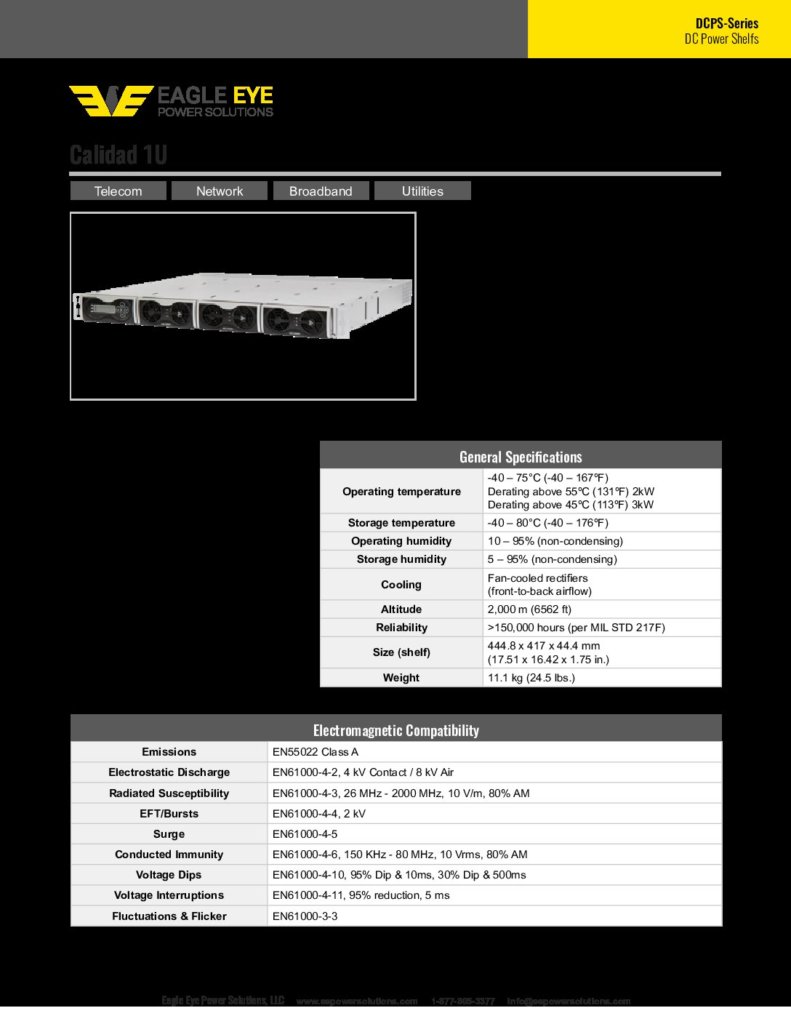 DCPS-Series
DC Power Shelfs
EAGLE EYE
POWER SOLUTIONS
Calidad 1U
Telecom Network Broadband Utilities
General Specifications
Operating temperature -40 – 75°C (-40 – 167ºF)
Derating above 55ºC (131ºF) 2kW
Derating above 45ºC (113ºF) 3kW
Storage temperature -40 – 80°C (-40 – 176ºF)
Operating humidity 10 – 95% (non-condensing)
Storage humidity 5 – 95% (non-condensing)
Cooling Fan-cooled rectifiers
(front-to-back airflow)
Altitude 2,000 m (6562 ft)
Reliability >150,000 hours (per MIL STD 217F)
Size (shelf) 444.8 x 417 x 44.4 mm
(17.51 x 16.42 x 1.75 in.)
Weight 11.1 kg (24.5 lbs.)
Electromagnetic Compatibility
Emissions EN55022 Class A
Electrostatic Discharge EN61000-4-2, 4 kV Contact / 8 kV Air
Radiated Susceptibility EN61000-4-3, 26 MHz - 2000 MHz, 10 V/m, 80% AM
EFT/Bursts EN61000-4-4, 2 kV
Surge EN61000-4-5
Conducted Immunity EN61000-4-6, 150 KHz - 80 MHz, 10 Vrms, 80% AM
Voltage Dips EN61000-4-10, 95% Dip & 10ms, 30% Dip & 500ms
Voltage Interruptions EN61000-4-11, 95% reduction, 5 ms
Fluctuations & Flicker EN61000-3-3
Eagle Eye Power Solutions, LLC www.eepowersolutions.com 1-877-805-3377 info@eepowersolutions.com